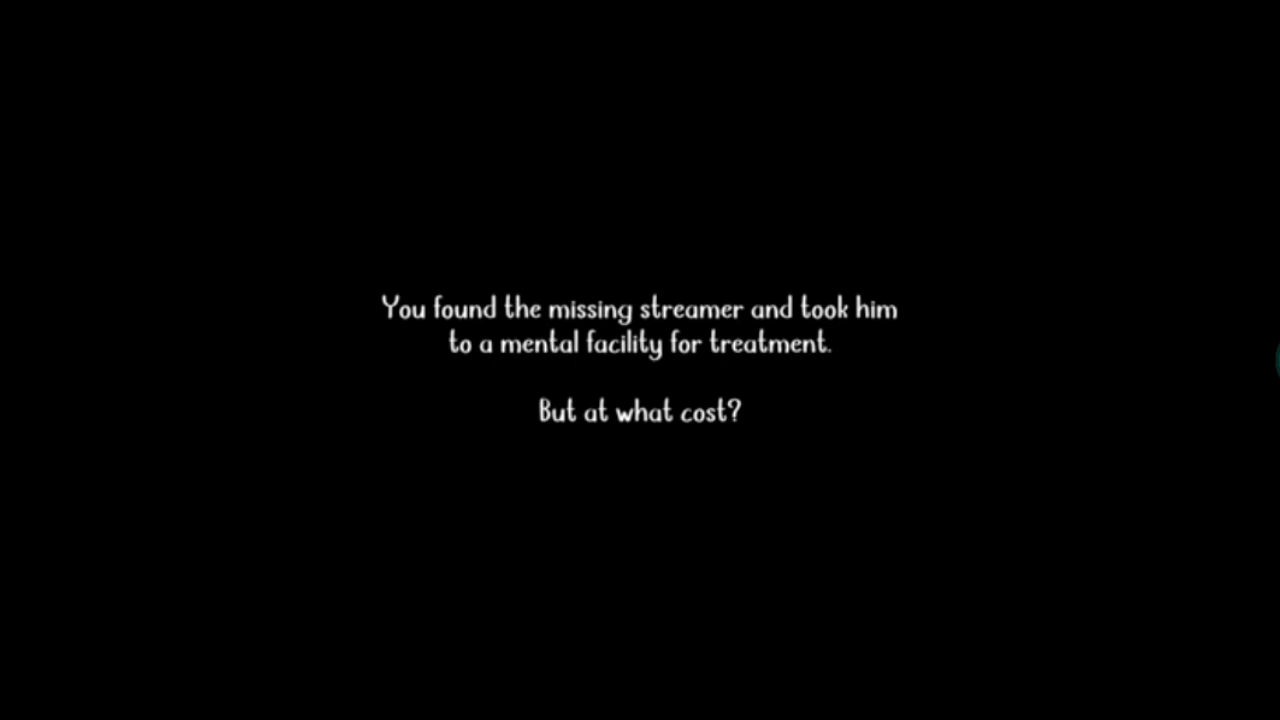 You found the missing streamer and took him
to a mental facility for treatment.
But at what cost?